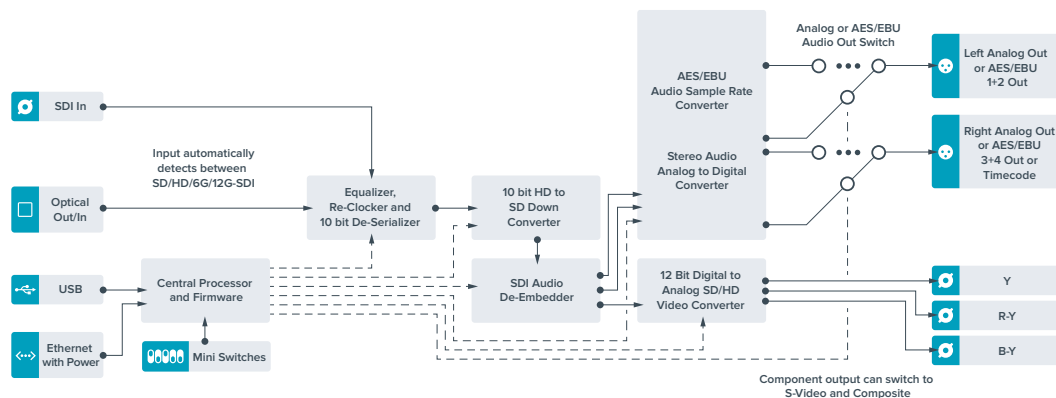 Analog or AES/EBU
Audio Out Switch
SDI In
Input automatically
detects between
SD/HD/6G/12G-SDI
Optical
Out/In
Equalizer,
Re-Clocker and
10 bit De-Serializer
10 bit HD to
SD Down
Converter
AES/EBU
Audio Sample Rate
Converter
Stereo Audio
Analog to Digital
Converter
Left Analog Out
or AES/EBU
1+2 Out
Right Analog Out
or AES/EBU
3+4 Out or
Timecode
USB
Central Processor
and Firmware
SDI Audio
De-Embedder
12 Bit Digital to
Analog SD/HD
Video Converter
Y
R-Y
B-Y
Ethernet
with Power
Mini Switches
Component output can switch to
S-Video and Composite